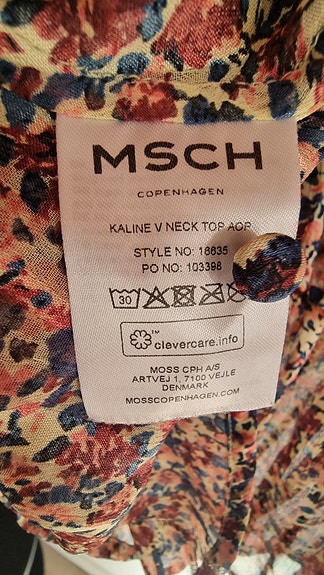 MSCH
COPENHAGEN
KALINE V NECK TOP AOP
STYLE NO: 16635
PO NO: 103398
30
clevercare.info
MOSS CPH A/S
ARTVEJ 1, 7100 VEJLE
DENMARK
MOSSCOPENHAGEN.COM